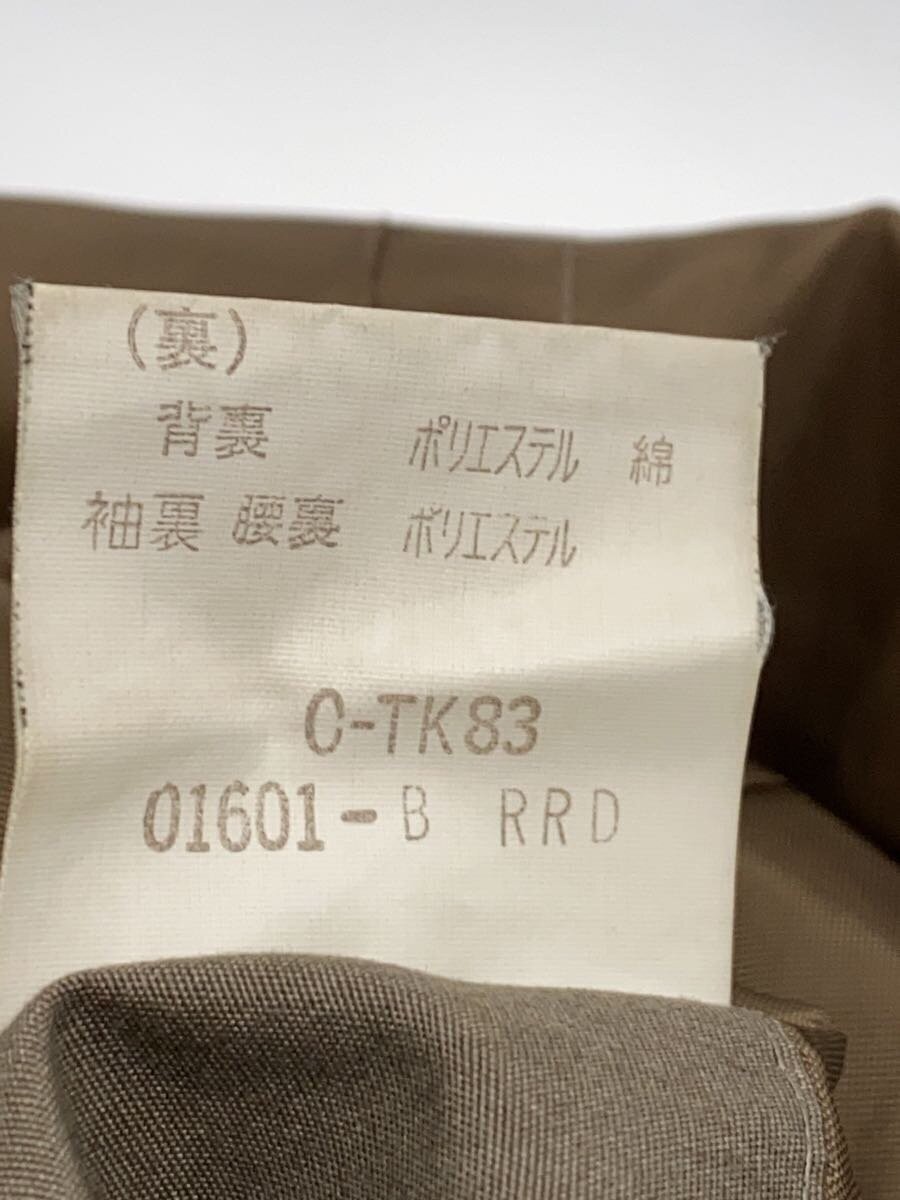 (裏)
背裏 ポリエステル 綿
袖裏 腰裏 ポリエステル
C-TK83
01601-B RRD